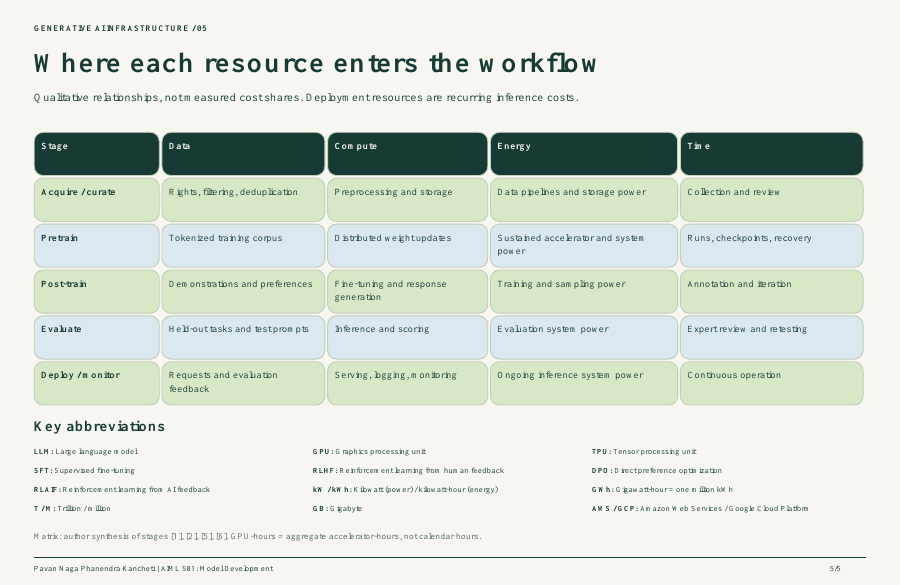 GENERATIVE AI INFRASTRUCTURE / 05
Where each resource enters the workflow
Qualitative relationships, not measured cost shares. Deployment resources are recurring inference costs.
Stage Data Compute Energy Time
Acquire / curate Rights, filtering, deduplication Preprocessing and storage Data pipelines and storage power Collection and review
Pretrain Tokenized training corpus Distributed weight updates Sustained accelerator and system Runs, checkpoints, recovery
power
Post-train Demonstrations and preferences Fine-tuning and response Training and sampling power Annotation and iteration
generation
Evaluate Held-out tasks and test prompts Inference and scoring Evaluation system power Expert review and retesting
Deploy / monitor Requests and evaluation Serving, logging, monitoring Ongoing inference system power Continuous operation
feedback
Key abbreviations
LLM: Large language model GPU: Graphics processing unit TPU: Tensor processing unit
SFT: Supervised fine-tuning RLHF: Reinforcement learning from human feedback DPO: Direct preference optimization
RLAIF: Reinforcement learning from AI feedback kW / kWh: Kilowatt (power) / kilowatt-hour (energy) GWh: Gigawatt-hour = one million kWh
T / M: Trillion / million GB: Gigabyte AWS / GCP: Amazon Web Services / Google Cloud Platform
Matrix: author synthesis of stages [1], [2], [5], [6]. GPU-hours = aggregate accelerator-hours, not calendar hours.
Pavan Naga Phanendra Kancheti | AIML 501: Model Development 5/5